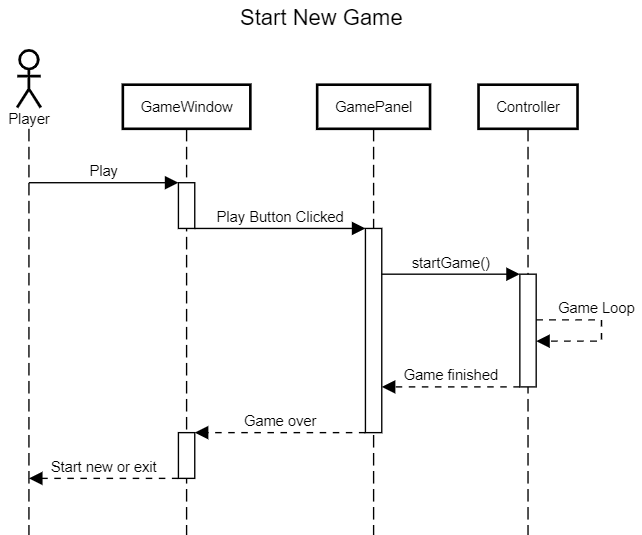 Start New Game
Player
GameWindow
GamePanel
Controller
Play
Play Button Clicked
startGame()
Game Loop
Game finished
Game over
Start new or exit